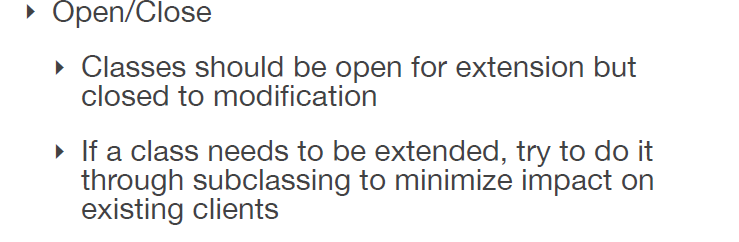 Open/Close
Classes should be open for extension but
closed to modification
If a class needs to be extended, try to do it
through subclassing to minimize impact on
existing clients